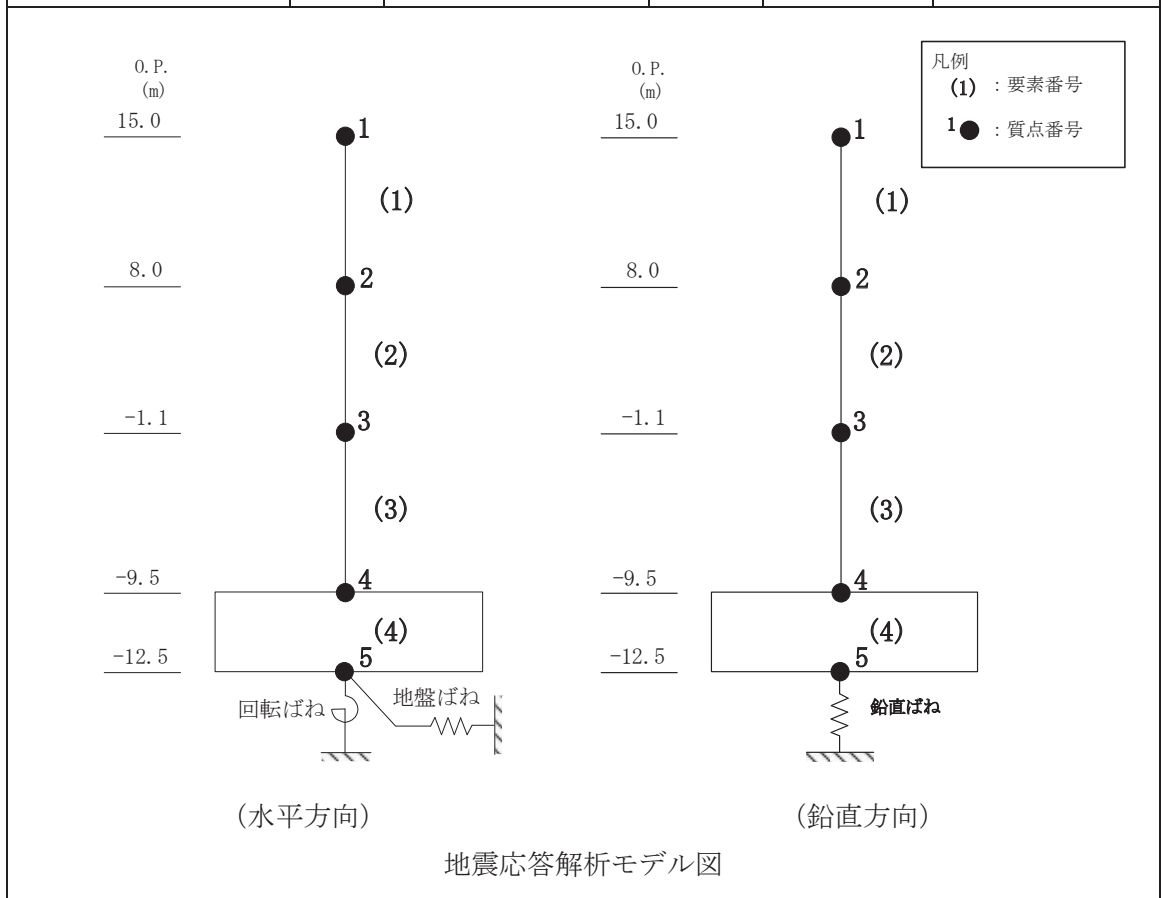 O.P.
(m)
15.0
8.0
-1.1
-9.5
-12.5
1
(1)
2
(2)
3
(3)
4
(4)
5
回転ばね
地盤ばね
(水平方向)
O.P.
(m)
15.0
8.0
-1.1
-9.5
-12.5
1
(1)
2
(2)
3
(3)
4
(4)
5
鉛直ばね
(鉛直方向)
凡例
(1) :要素番号
1● :質点番号
地震応答解析モデル図